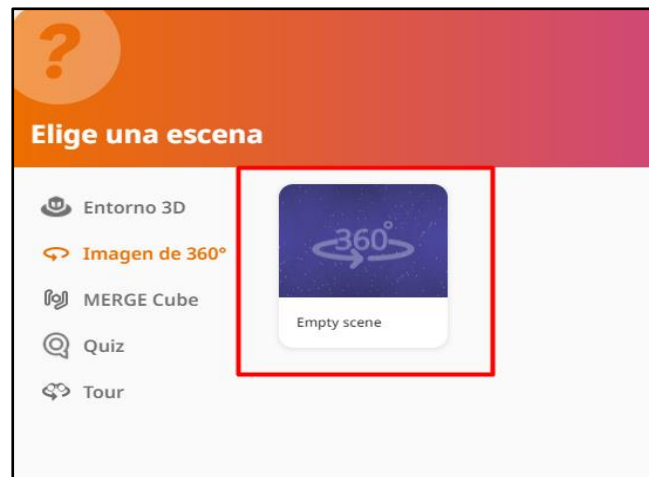 ?
Elige una escena
Entorno 3D
Imagen de 360°
MERGE Cube
Quiz
Tour
360°
Empty scene